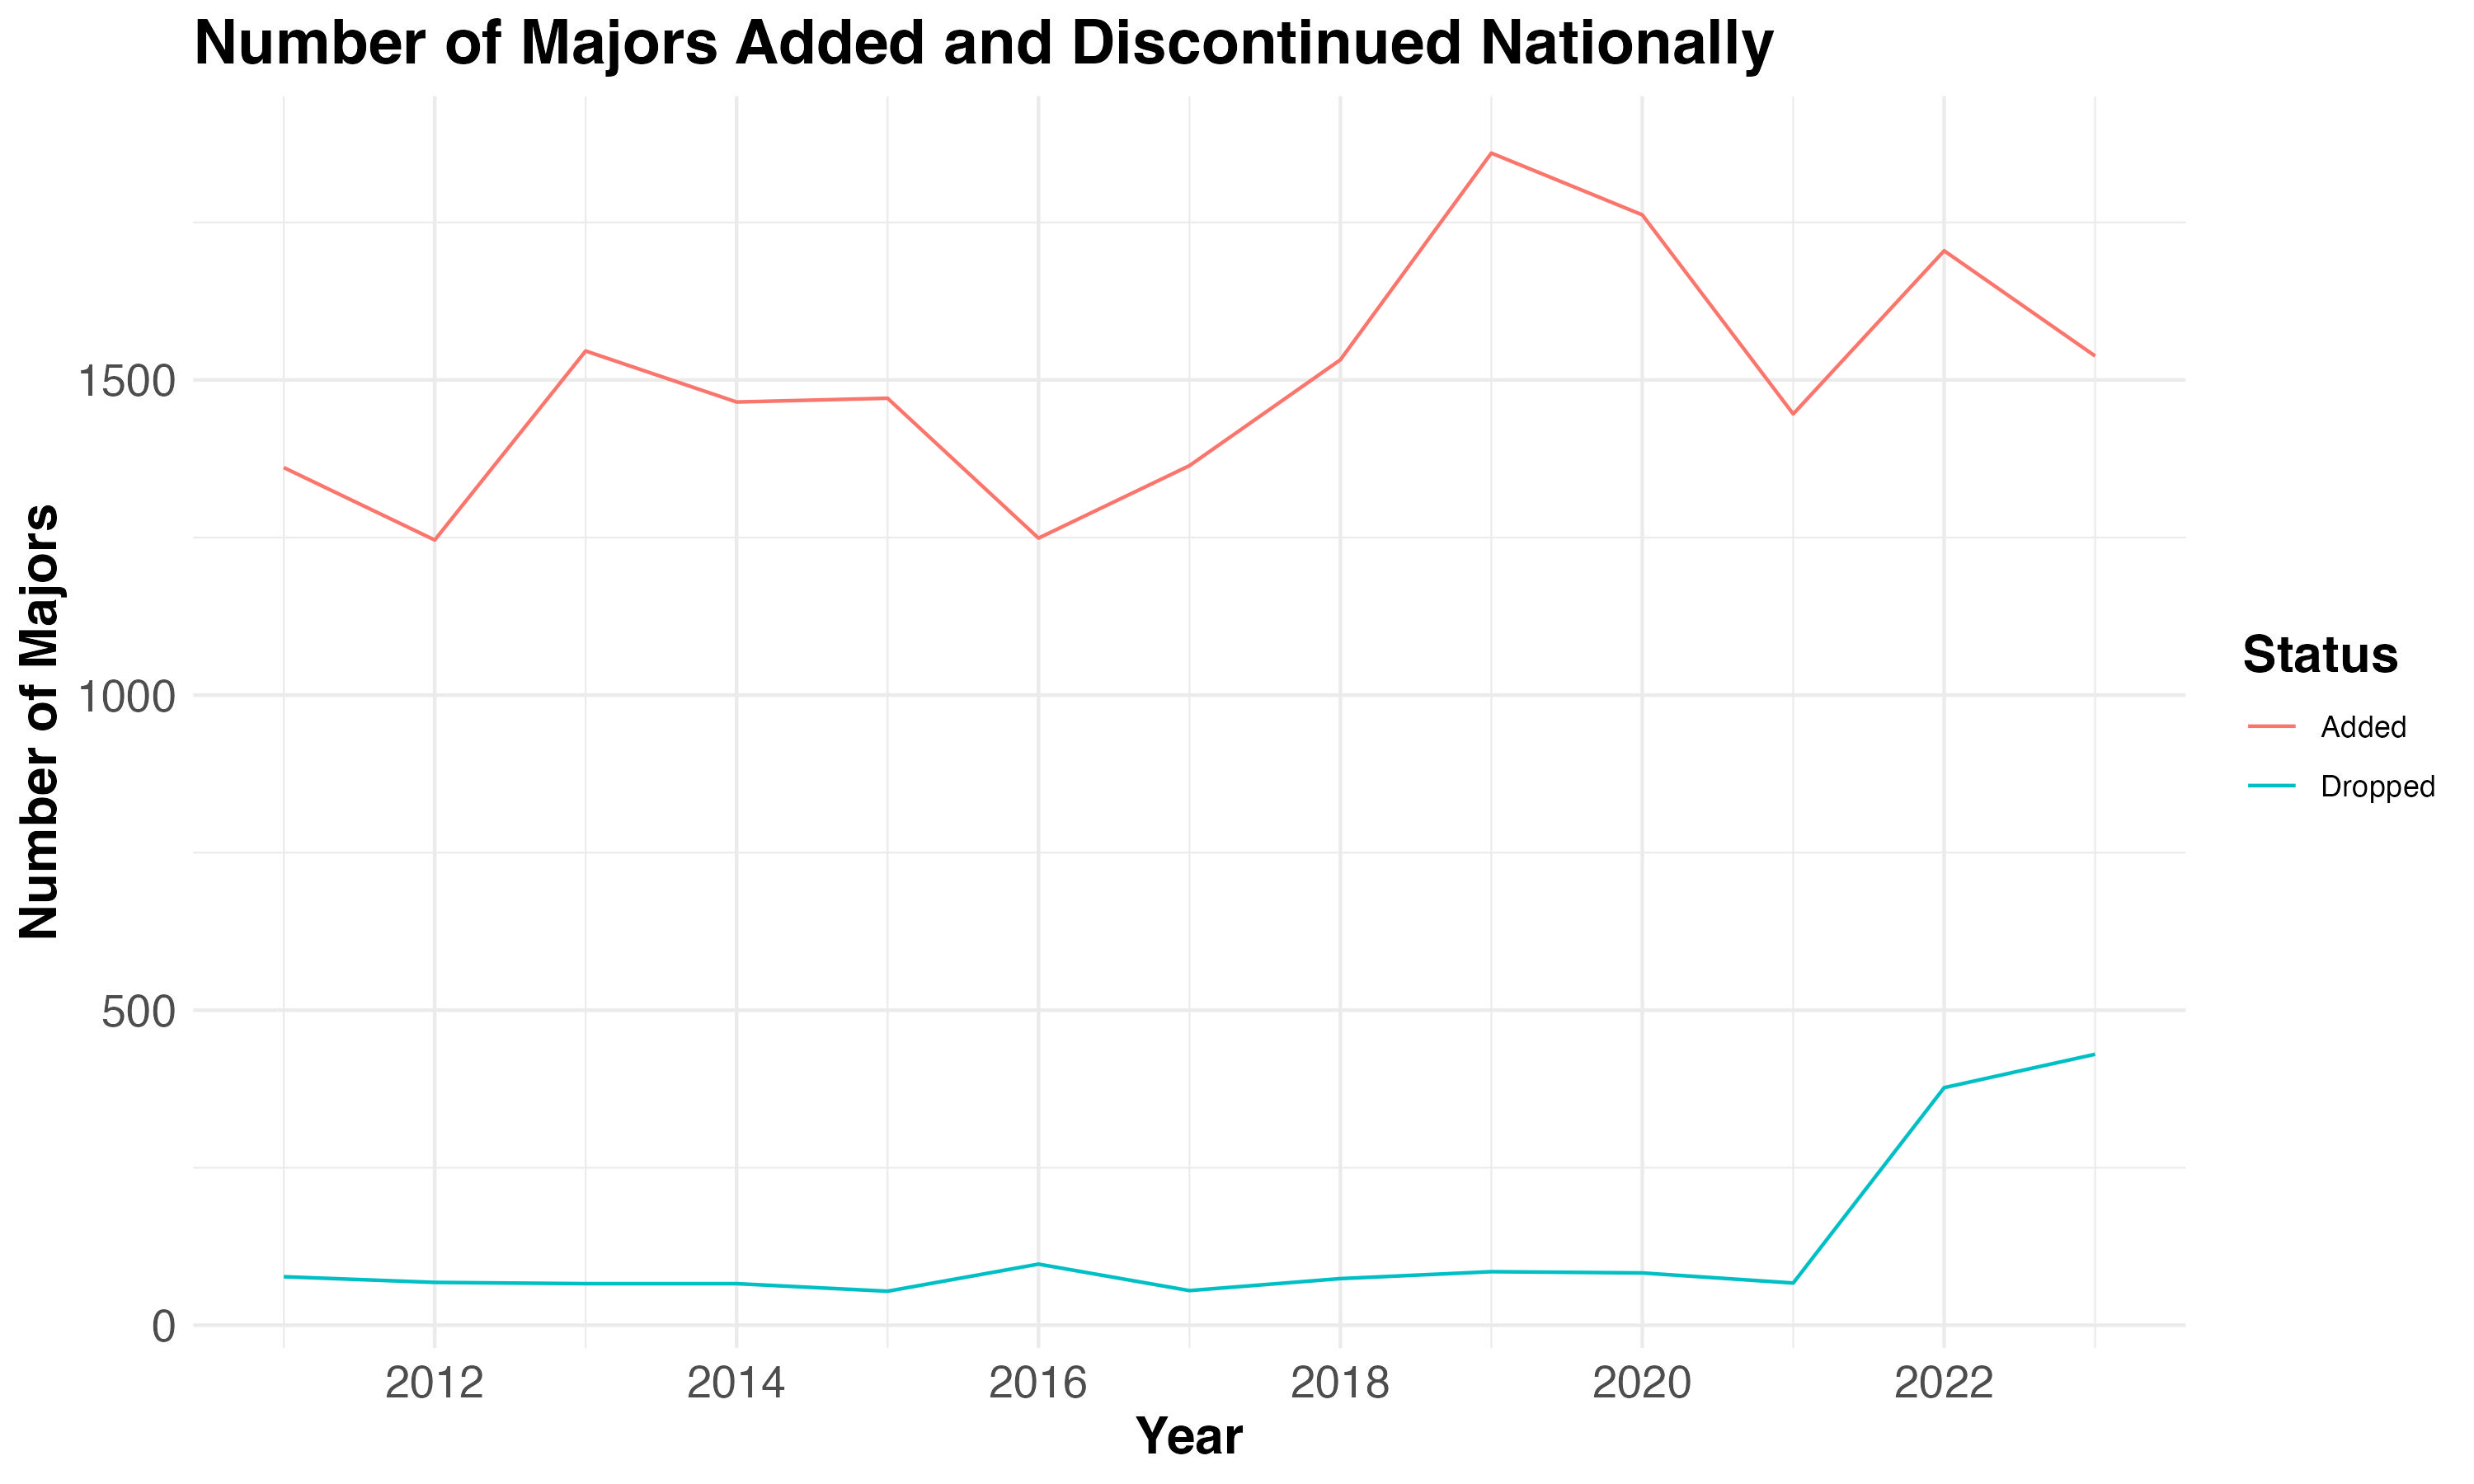 Number of Majors Added and Discontinued Nationally
Number of Majors
1500
1000
500
0
2012 2014 2016 2018 2020 2022
Year
Status
Added
Dropped